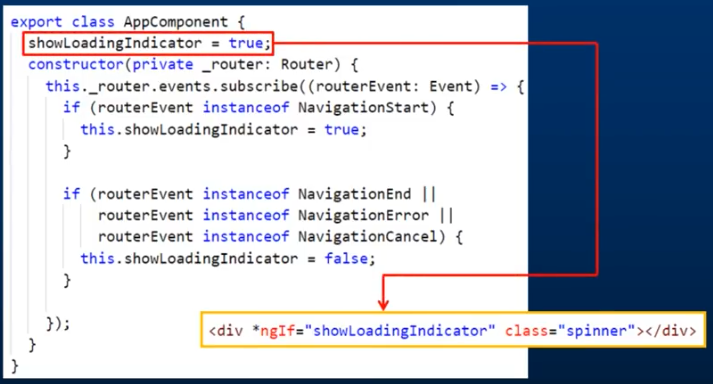 export class AppComponent {
showLoadingIndicator = true;
constructor(private _router: Router) {
this._router.events.subscribe((routerEvent: Event) => {
if (routerEvent instanceof NavigationStart) {
this.showLoadingIndicator = true;
}
if (routerEvent instanceof NavigationEnd ||
routerEvent instanceof NavigationError ||
routerEvent instanceof NavigationCancel) {
this.showLoadingIndicator = false;
}
});
}
}
<div *ngIf="showLoadingIndicator" class="spinner"></div>